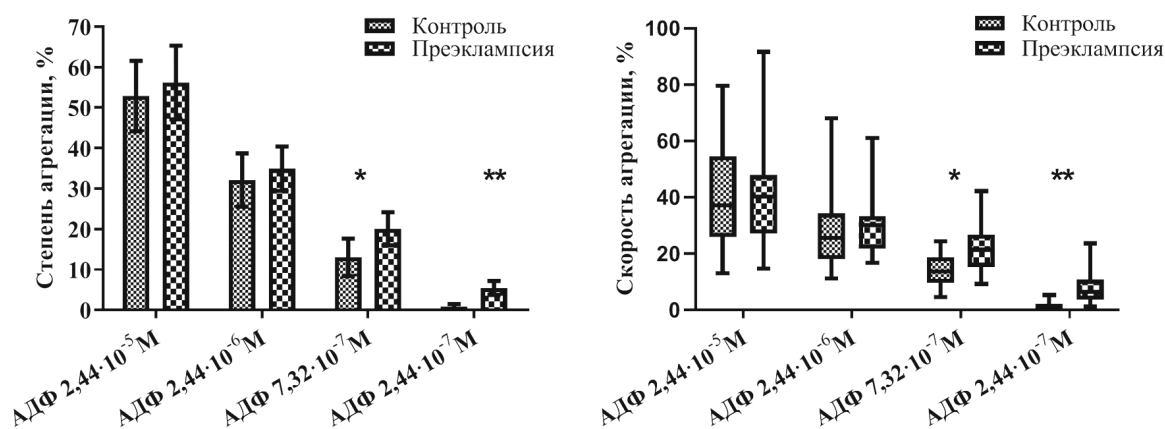 Контроль
Преэклампсия
Степень агрегации, %
70
60
50
40
30
20
10
0
*
**
АДФ 2,44·10⁻⁵М
АДФ 2,44·10⁻⁶М
АДФ 7,32·10⁻⁷М
АДФ 2,44·10⁻⁷М
Контроль
Преэклампсия
Скорость агрегации, %
100
80
60
40
20
0
*
**
АДФ 2,44·10⁻⁵М
АДФ 2,44·10⁻⁶М
АДФ 7,32·10⁻⁷М
АДФ 2,44·10⁻⁷М